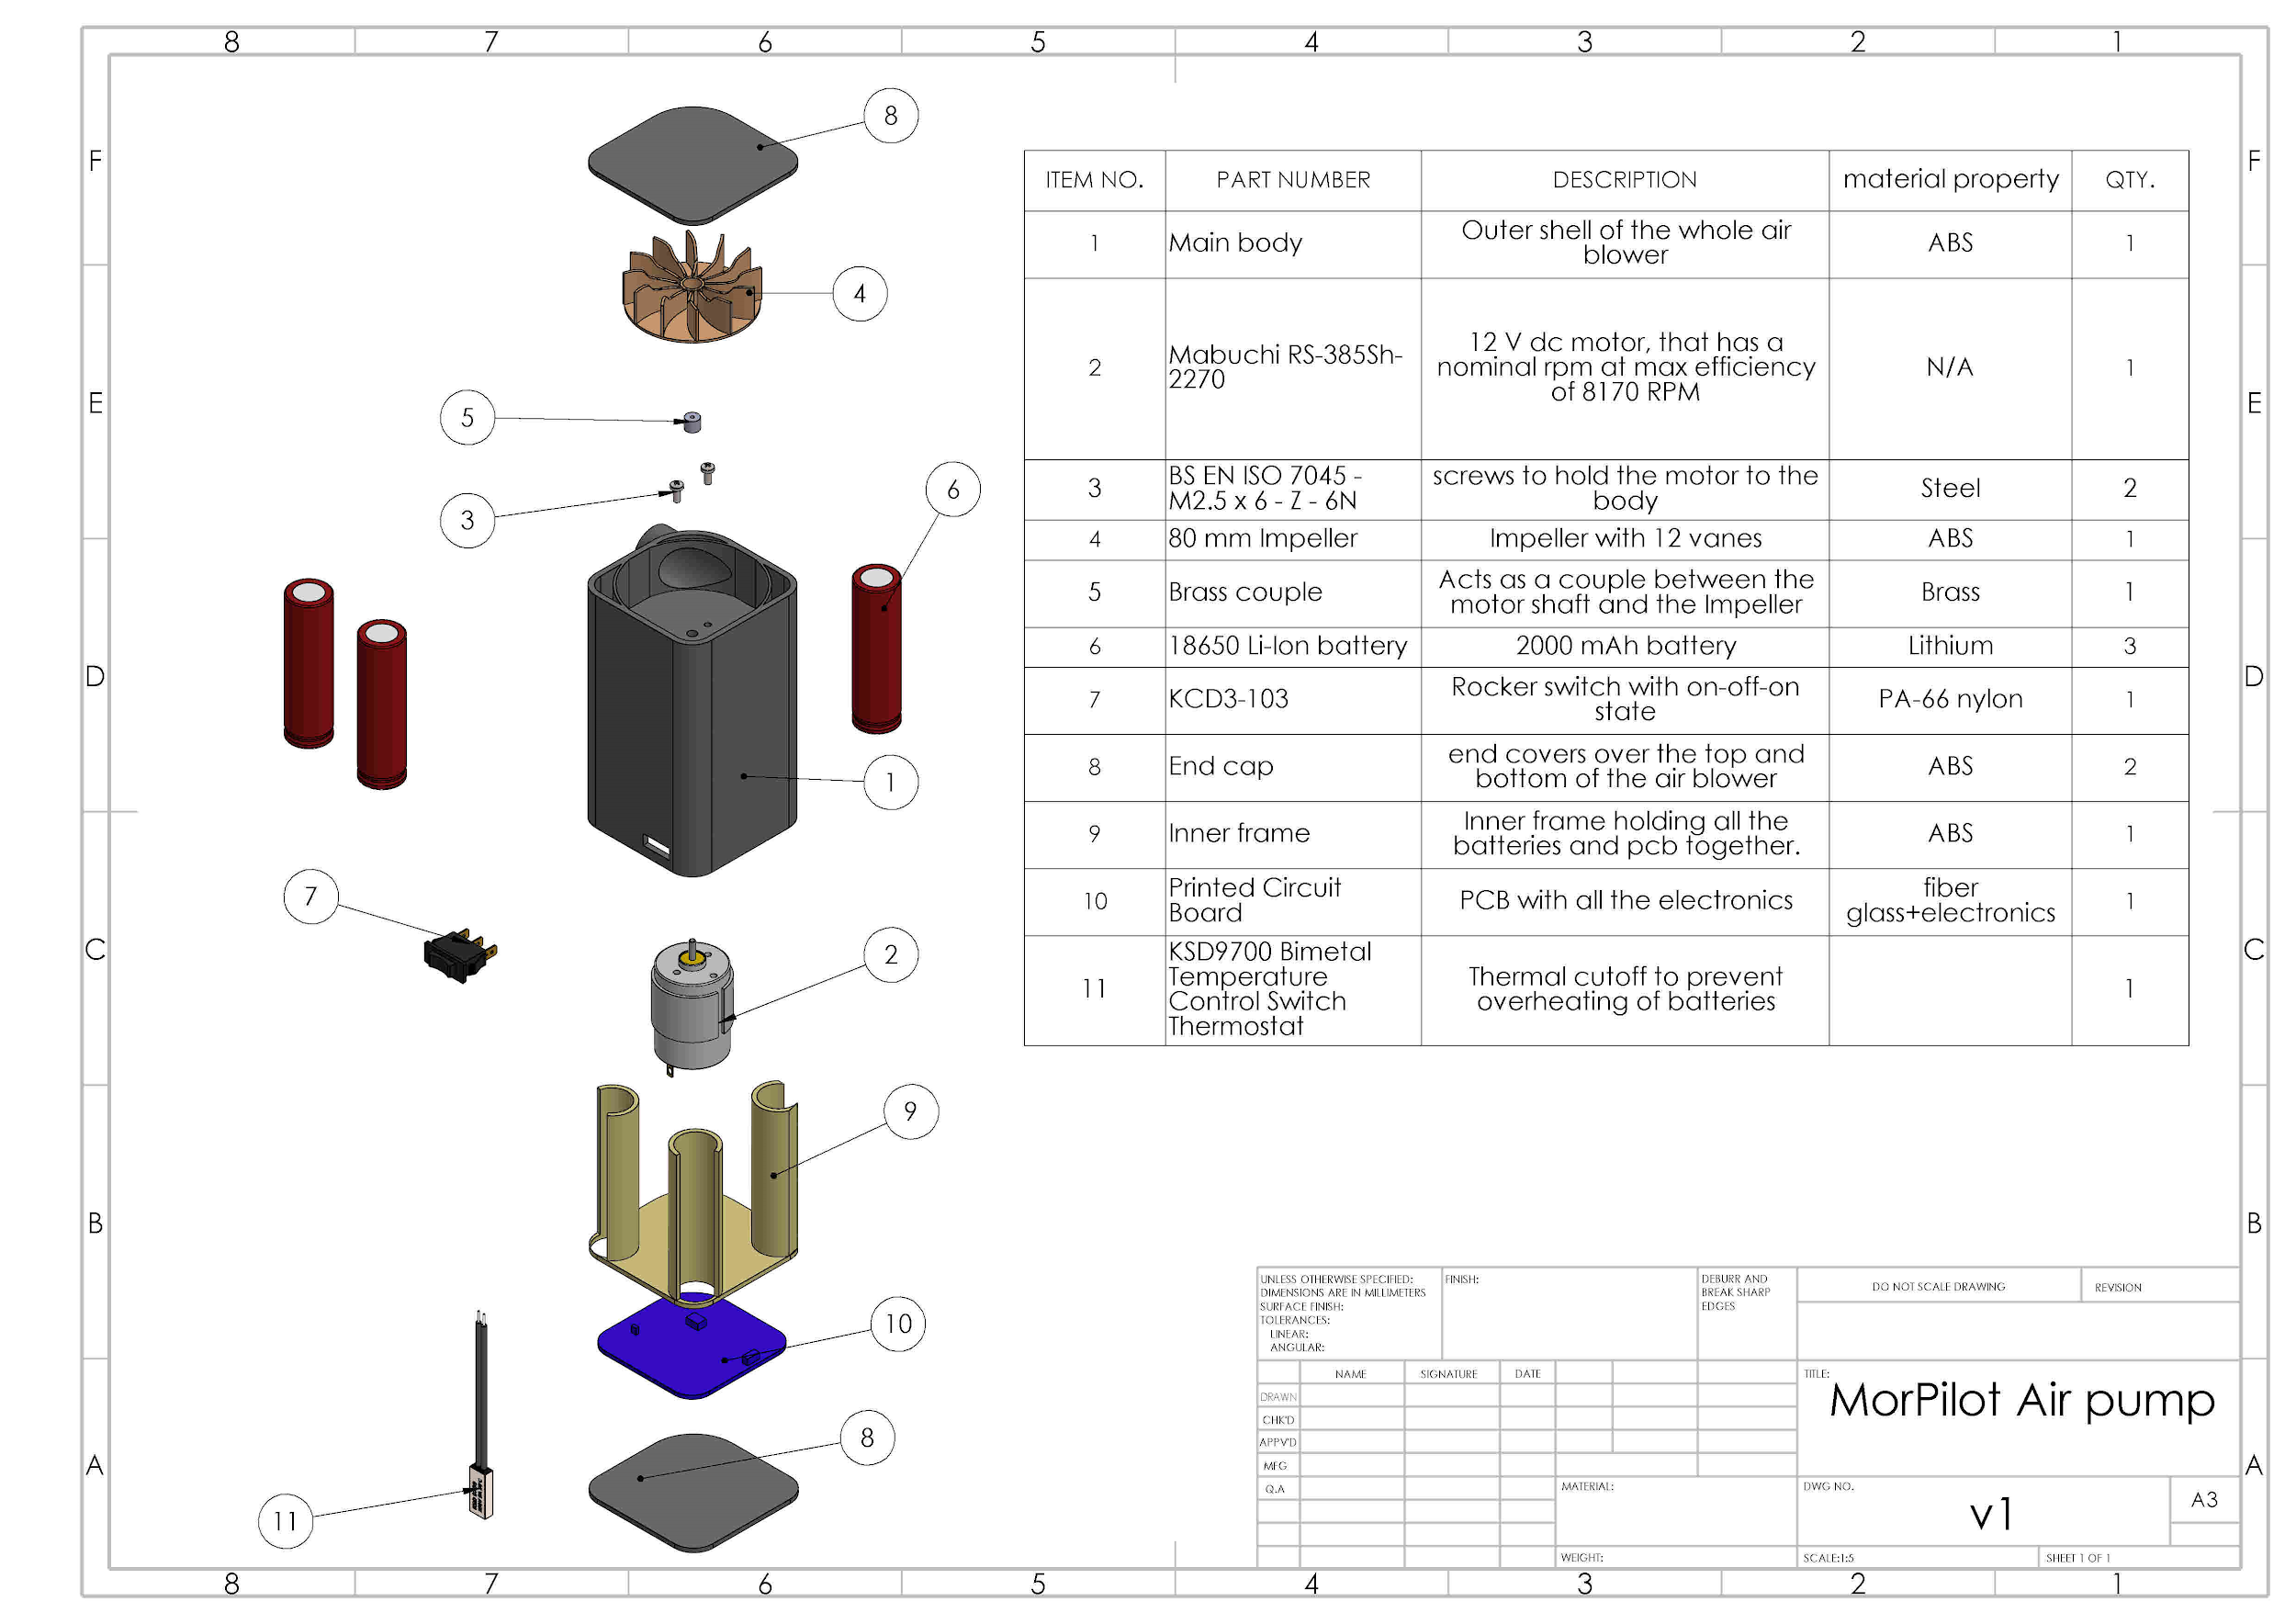 8 7 6 5 4 3 2 1
F
E
D
C
B
A
F
E
D
C
B
A
8
4
5
3
6
1
7
2
9
10
8
11
ITEM NO. PART NUMBER DESCRIPTION material property QTY.
1 Main body Outer shell of the whole air blower ABS 1
2 Mabuchi RS-385Sh-2270 12 V dc motor, that has a nominal rpm at max efficiency of 8170 RPM N/A 1
3 BS EN ISO 7045 - M2.5 x 6 - Z - 6N screws to hold the motor to the body Steel 2
4 80 mm Impeller Impeller with 12 vanes ABS 1
5 Brass couple Acts as a couple between the motor shaft and the Impeller Brass 1
6 18650 Li-Ion battery 2000 mAh battery Lithium 3
7 KCD3-103 Rocker switch with on-off-on state PA-66 nylon 1
8 End cap end covers over the top and bottom of the air blower ABS 2
9 Inner frame Inner frame holding all the batteries and pcb together. ABS 1
10 Printed Circuit Board PCB with all the electronics fiber glass+electronics 1
11 KSD9700 Bimetal Temperature Control Switch Thermostat Thermal cutoff to prevent overheating of batteries 1
UNLESS OTHERWISE SPECIFIED:
DIMENSIONS ARE IN MILLIMETERS
SURFACE FINISH:
TOLERANCES:
LINEAR:
ANGULAR:
FINISH:
DEBURR AND
BREAK SHARP
EDGES
DO NOT SCALE DRAWING
REVISION
NAME SIGNATURE DATE
DRAWN
CHK'D
APPV'D
MFG
Q.A
MATERIAL:
WEIGHT:
TITLE:
MorPilot Air pump
DWG NO.
v1
A3
SCALE:1:5
SHEET 1 OF 1
8 7 6 5 4 3 2 1